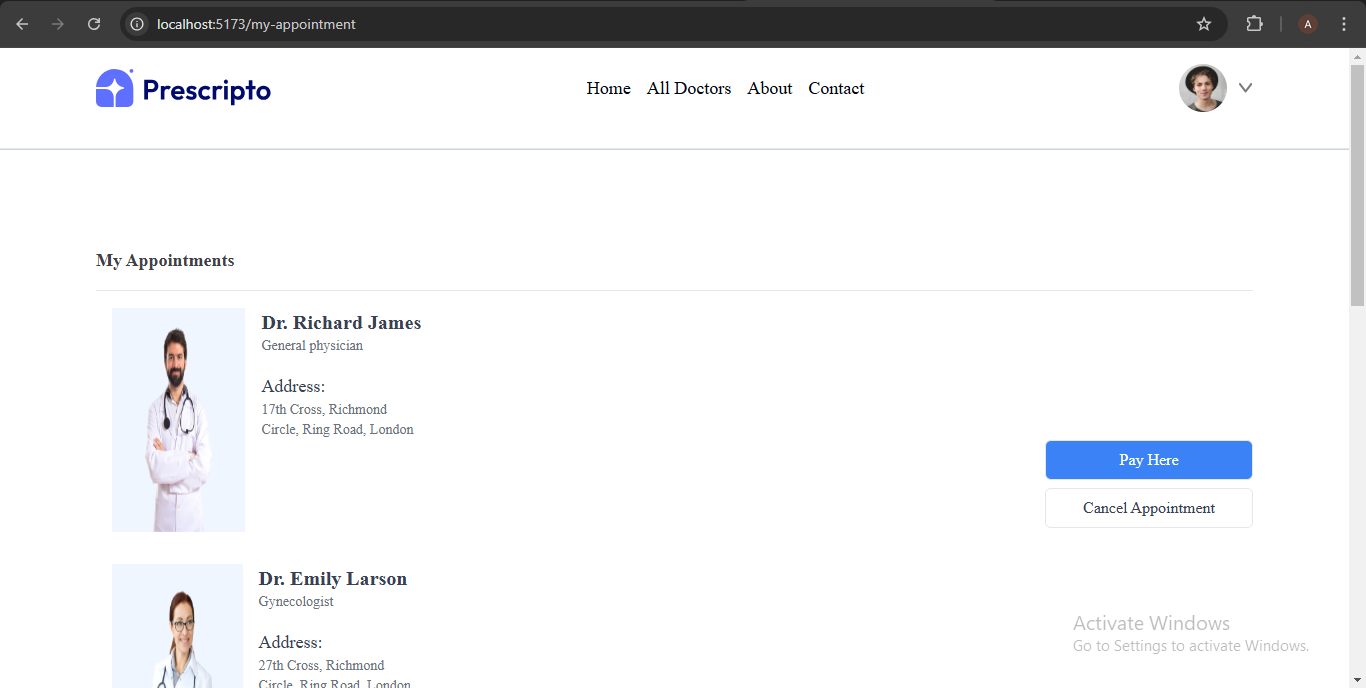 localhost:5173/my-appointment
A
Prescripto
Home All Doctors About Contact
My Appointments
Dr. Richard James
General physician
Address:
17th Cross, Richmond
Circle, Ring Road, London
Pay Here
Cancel Appointment
Dr. Emily Larson
Gynecologist
Address:
27th Cross, Richmond
Circle, Ring Road, London
Activate Windows
Go to Settings to activate Windows.